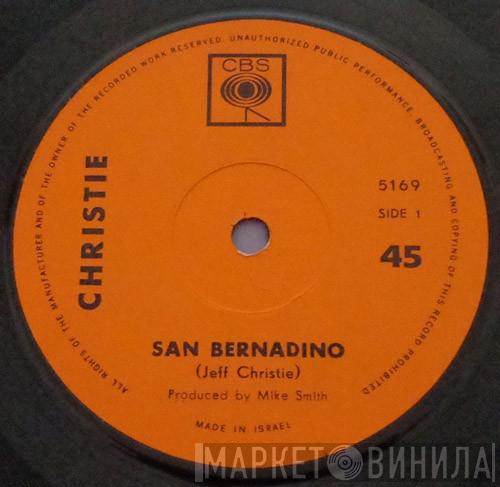 ALL RIGHTS OF THE MANUFACTURER AND OF THE OWNER OF THE RECORDED WORK RESERVED. UNAUTHORIZED PUBLIC PERFORMANCE, BROADCASTING AND COPYING OF THIS RECORD PROHIBITED
CBS
CHRISTIE
5169
SIDE 1
45
SAN BERNADINO
(Jeff Christie)
Produced by Mike Smith
MADE IN ISRAEL
МАРКЕТ ВИНИЛА